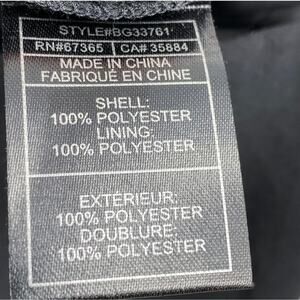 STYLE#BG33761
RN#67365 CA# 35884
MADE IN CHINA
FABRIQUÉ EN CHINE
SHELL:
100% POLYESTER
LINING:
100% POLYESTER
EXTÉRIEUR:
100% POLYESTER
DOUBLURE:
100% POLYESTER